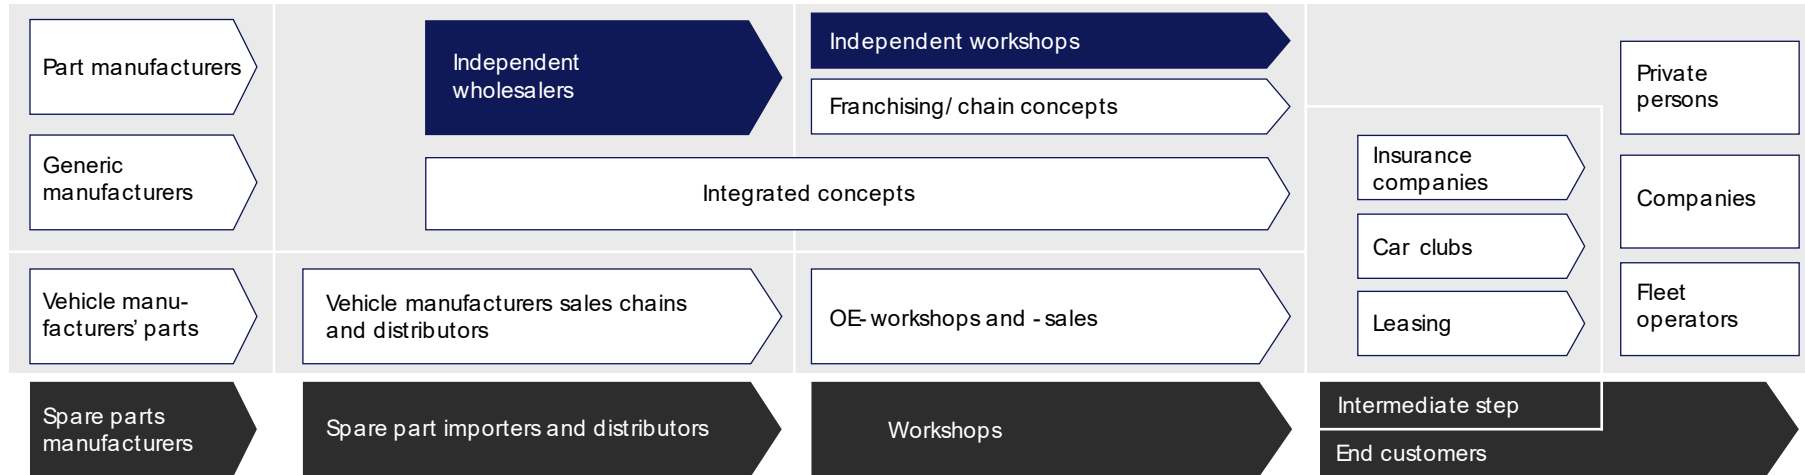 Part manufacturers
Generic
manufacturers
Vehicle manu-
facturers’ parts
Spare parts
manufacturers
Independent
wholesalers
Integrated concepts
Vehicle manufacturers sales chains
and distributors
Spare part importers and distributors
Independent workshops
Franchising/ chain concepts
OE-workshops and -sales
Workshops
Insurance
companies
Car clubs
Leasing
Intermediate step
End customers
Private
persons
Companies
Fleet
operators